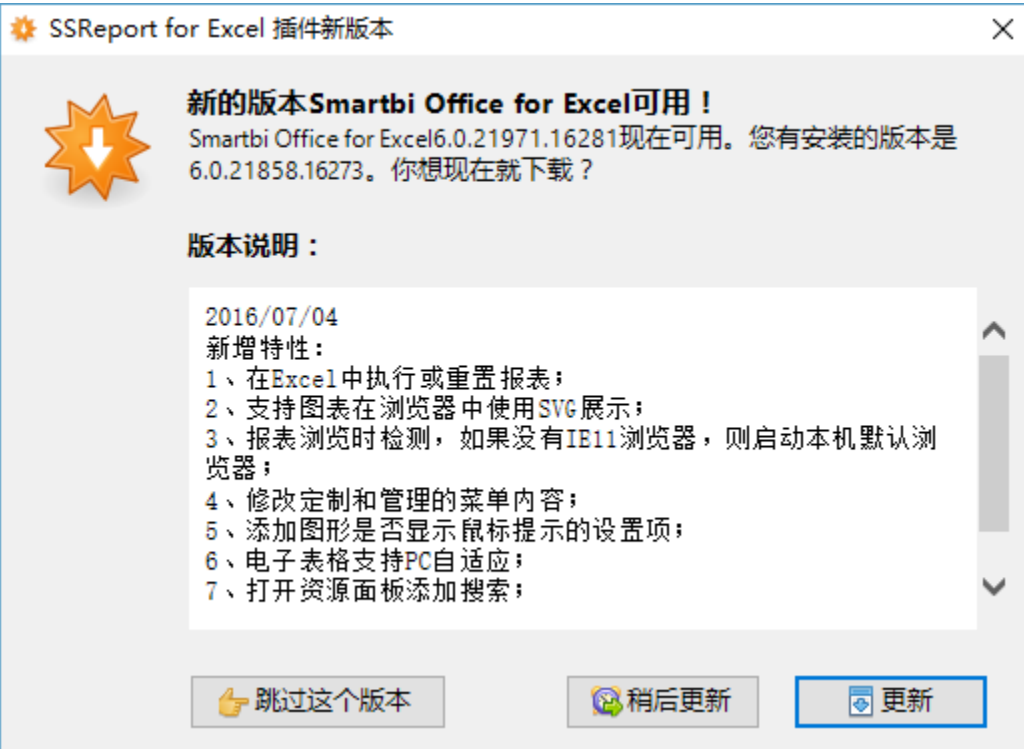 SSReport for Excel 插件新版本
新的版本Smartbi Office for Excel可用！
Smartbi Office for Excel6.0.21971.16281现在可用。您有安装的版本是
6.0.21858.16273。你想现在就下载？
版本说明：
2016/07/04
新增特性：
1、在Excel中执行或重置报表；
2、支持图表在浏览器中使用SVG展示；
3、报表浏览时检测，如果没有IE11浏览器，则启动本机默认浏
览器；
4、修改定制和管理的菜单内容；
5、添加图形是否显示鼠标提示的设置项；
6、电子表格支持PC自适应；
7、打开资源面板添加搜索；
跳过这个版本
稍后更新
更新